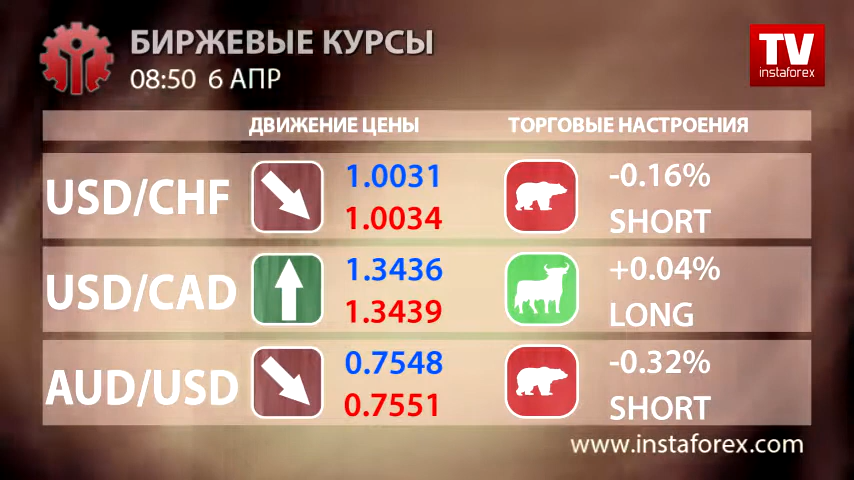 БИРЖЕВЫЕ КУРСЫ
08:50 6 АПР
TV
instaforex
ДВИЖЕНИЕ ЦЕНЫ ТОРГОВЫЕ НАСТРОЕНИЯ
USD/CHF
1.0031
1.0034
-0.16%
SHORT
USD/CAD
1.3436
1.3439
+0.04%
LONG
AUD/USD
0.7548
0.7551
-0.32%
SHORT
www.instaforex.com